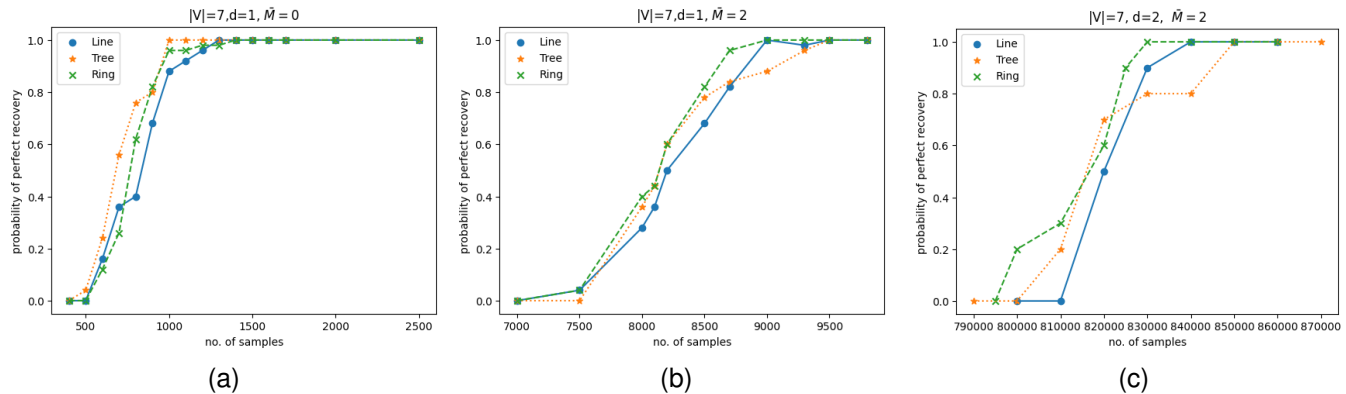 |V|=7,d=1, M̄ = 0
probability of perfect recovery
1.0
0.8
0.6
0.4
0.2
0.0
Line
Tree
Ring
500 1000 1500 2000 2500
no. of samples
(a)
|V|=7,d=1, M̄ = 2
probability of perfect recovery
1.0
0.8
0.6
0.4
0.2
0.0
Line
Tree
Ring
7000 7500 8000 8500 9000 9500
no. of samples
(b)
|V|=7, d=2, M̄ = 2
probability of perfect recovery
1.0
0.8
0.6
0.4
0.2
0.0
Line
Tree
Ring
790000 800000 810000 820000 830000 840000 850000 860000 870000
no. of samples
(c)